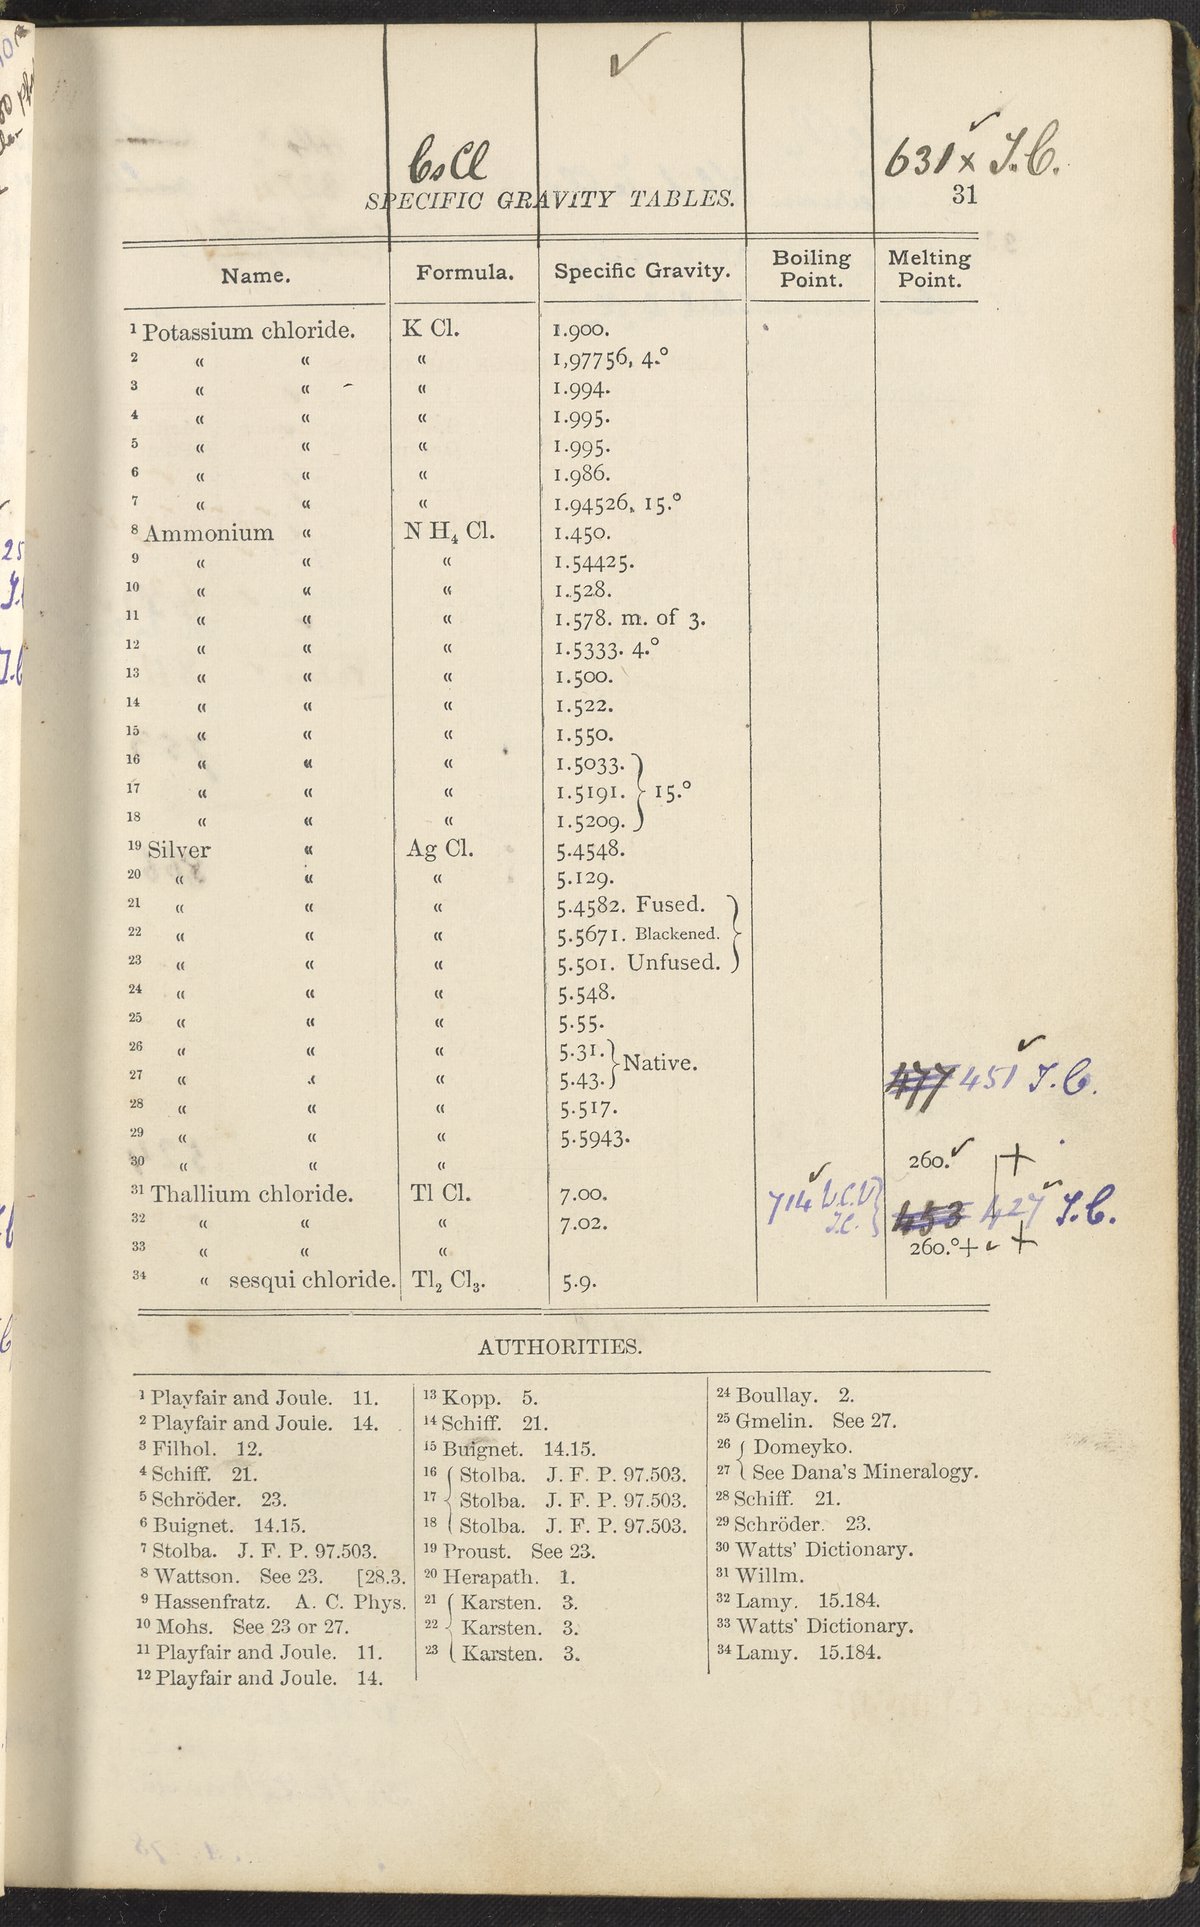 CsCl 631 x T.C.
SPECIFIC GRAVITY TABLES. 31
Name. Formula. Specific Gravity. Boiling Point. Melting Point.
1 Potassium chloride. K Cl. 1.900.
2 “ “ “ 1,97756, 4.°
3 “ “ “ 1.994.
4 “ “ “ 1.995.
5 “ “ “ 1.995.
6 “ “ “ 1.986.
7 “ “ “ 1.94526, 15.°
8 Ammonium “ N H₄ Cl. 1.450.
9 “ “ “ 1.54425.
10 “ “ “ 1.528.
11 “ “ “ 1.578. m. of 3.
12 “ “ “ 1.5333. 4.°
13 “ “ “ 1.500.
14 “ “ “ 1.522.
15 “ “ “ 1.550.
16 “ “ “ 1.5033.
17 “ “ “ 1.5191. } 15.°
18 “ “ “ 1.5209.
19 Silver “ Ag Cl. 5.4548.
20 “ “ “ 5.129.
21 “ “ “ 5.4582. Fused.
22 “ “ “ 5.5671. Blackened.
23 “ “ “ 5.501. Unfused.
24 “ “ “ 5.548.
25 “ “ “ 5.55.
26 “ “ “ 5.31. } Native.
27 “ “ “ 5.43. 477 451 T.C.
28 “ “ “ 5.517.
29 “ “ “ 5.5943.
30 “ “ “ 260. +
31 Thallium chloride. Tl Cl. 7.00. 714 V.C.V 453 427 T.C.
32 “ “ “ 7.02. T.C.
33 “ “ “ 260.°+ +
34 “ sesqui chloride. Tl₂ Cl₃. 5.9.
AUTHORITIES.
1 Playfair and Joule. 11.
2 Playfair and Joule. 14.
3 Filhol. 12.
4 Schiff. 21.
5 Schröder. 23.
6 Buignet. 14.15.
7 Stolba. J. F. P. 97.503.
8 Wattson. See 23. [28.3.
9 Hassenfratz. A. C. Phys.
10 Mohs. See 23 or 27.
11 Playfair and Joule. 11.
12 Playfair and Joule. 14.
13 Kopp. 5.
14 Schiff. 21.
15 Buignet. 14.15.
16 Stolba. J. F. P. 97.503.
17 Stolba. J. F. P. 97.503.
18 Stolba. J. F. P. 97.503.
19 Proust. See 23.
20 Herapath. 1.
21 Karsten. 3.
22 Karsten. 3.
23 Karsten. 3.
24 Boullay. 2.
25 Gmelin. See 27.
26 Domeyko.
27 See Dana's Mineralogy.
28 Schiff. 21.
29 Schröder. 23.
30 Watts' Dictionary.
31 Willm.
32 Lamy. 15.184.
33 Watts' Dictionary.
34 Lamy. 15.184.